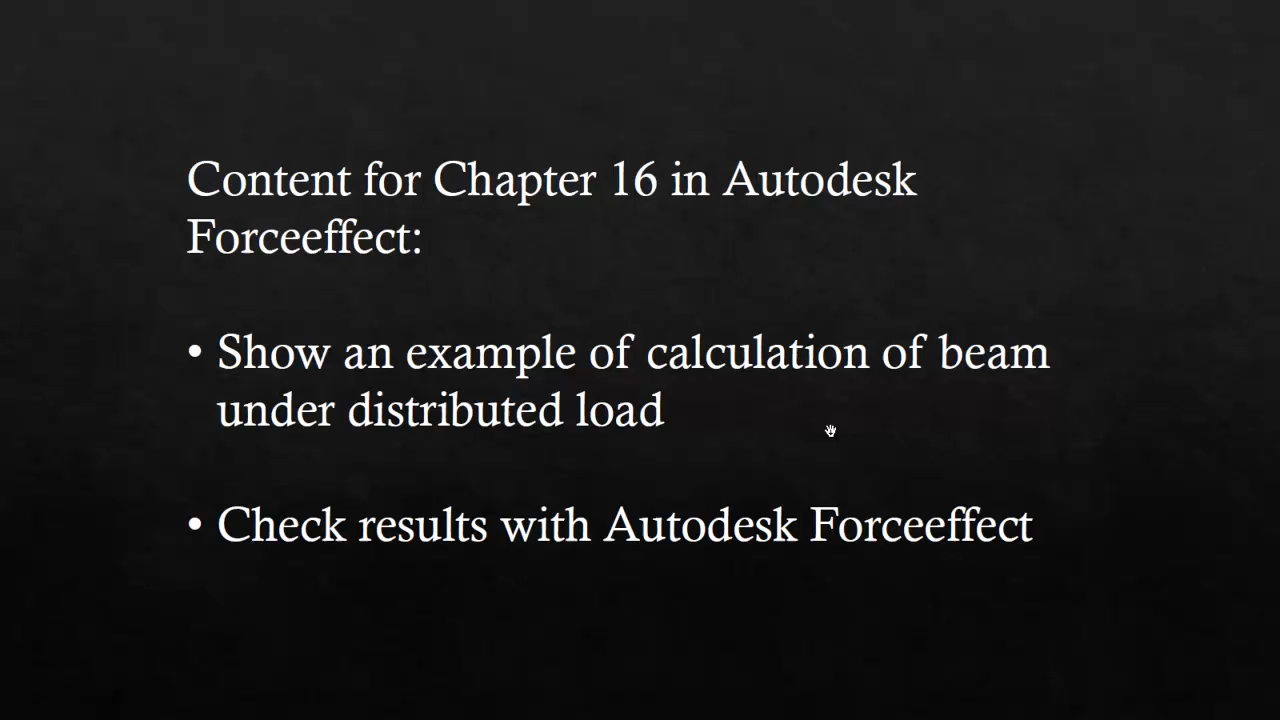 Content for Chapter 16 in Autodesk
Forceeffect:
• Show an example of calculation of beam
under distributed load
• Check results with Autodesk Forceeffect